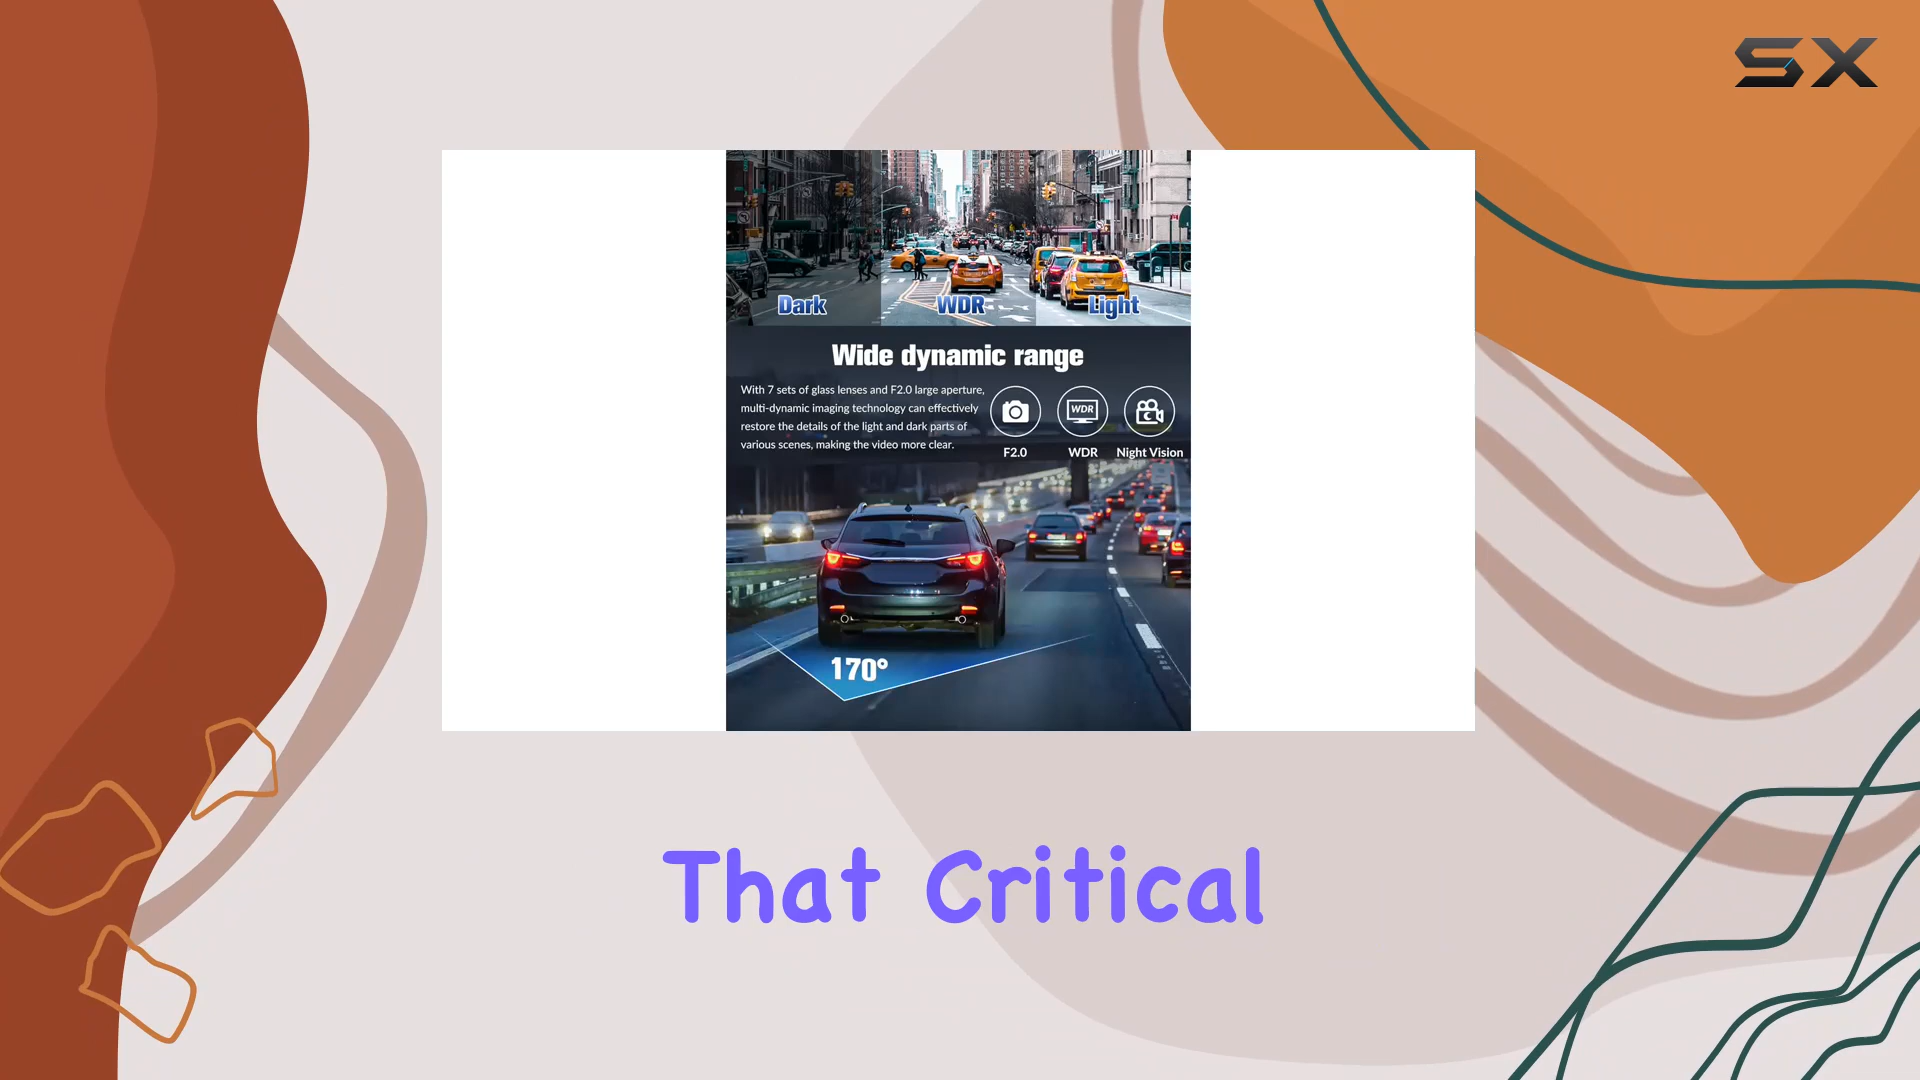 SX
Dark
WDR
Light
Wide dynamic range
With 7 sets of glass lenses and F2.0 large aperture,
multi-dynamic imaging technology can effectively
restore the details of the light and dark parts of
various scenes, making the video more clear.
WDR
F2.0
WDR
Night Vision
170°
That Critical